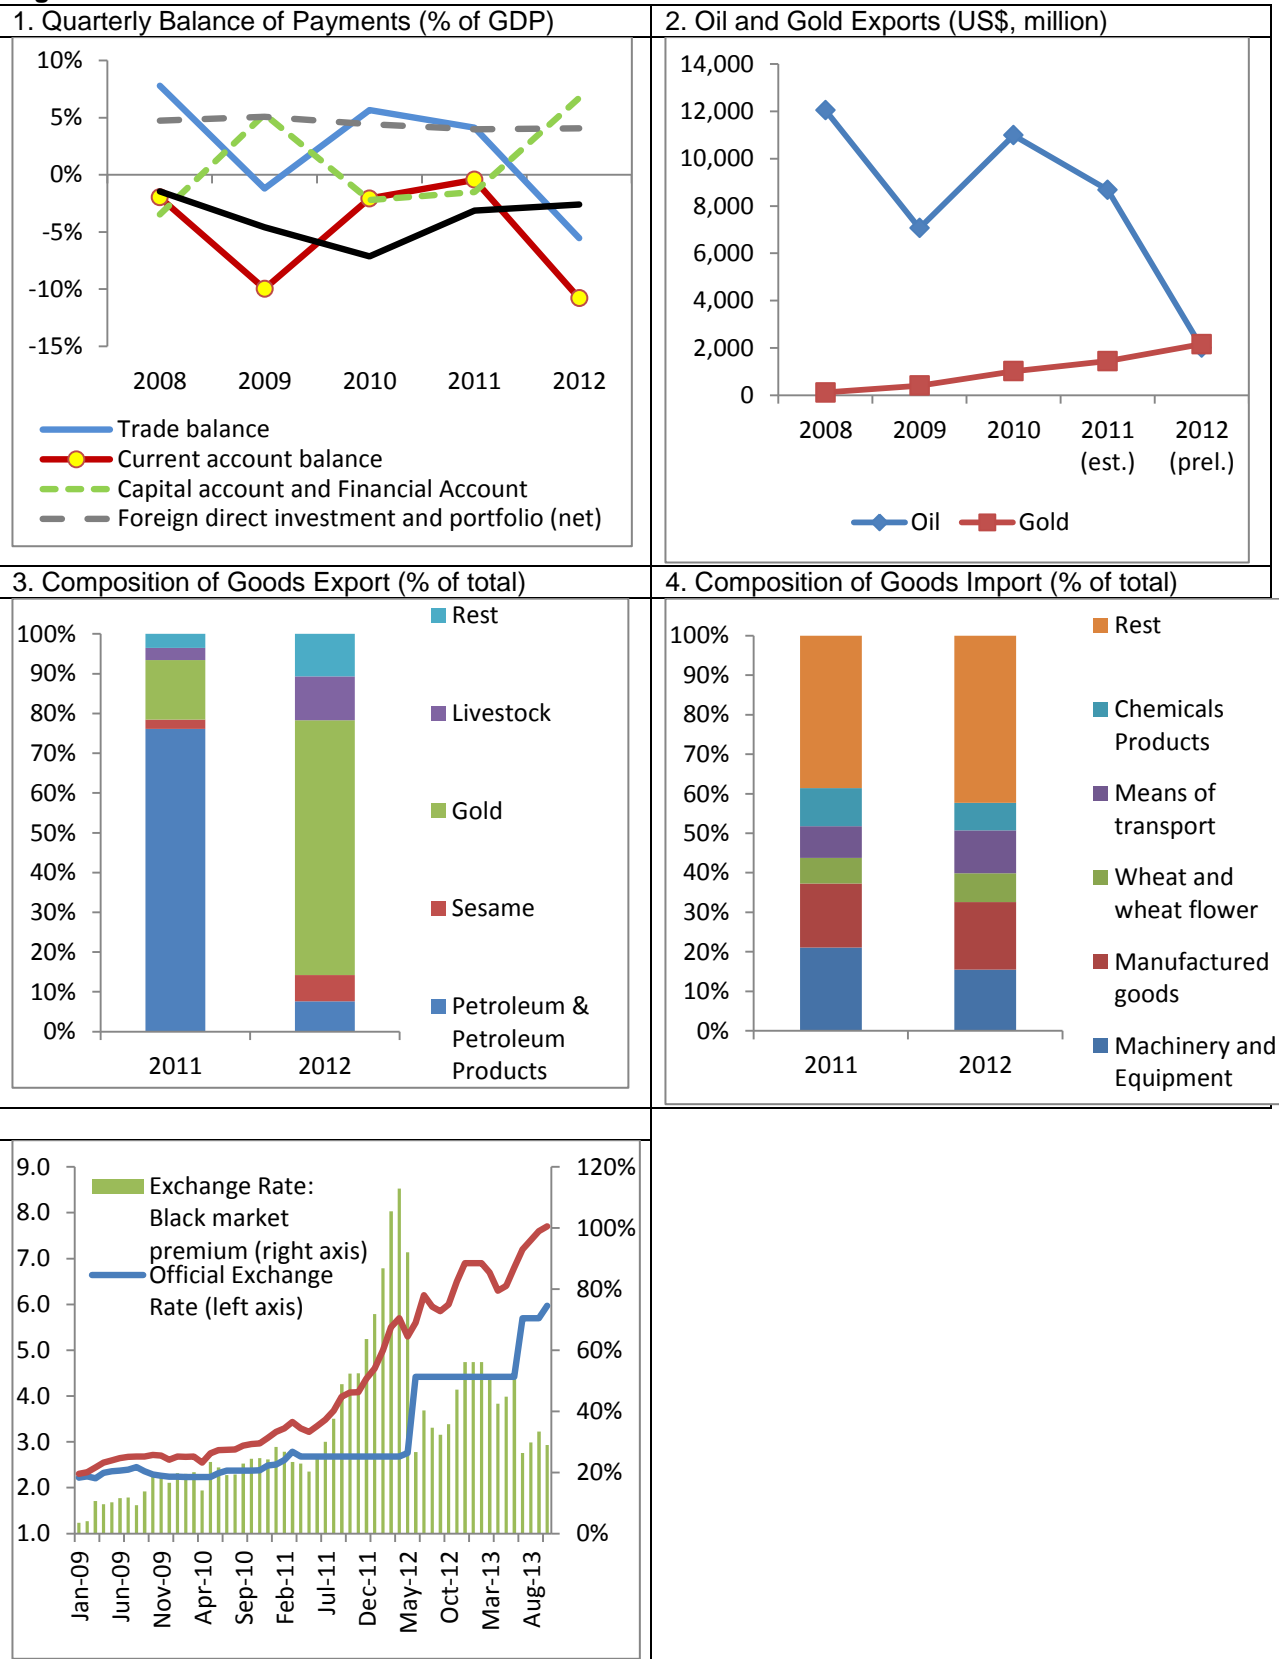 1. Quarterly Balance of Payments (% of GDP)
10%
5%
0%
-5%
-10%
-15%
2008 2009 2010 2011 2012
Trade balance
Current account balance
Capital account and Financial Account
Foreign direct investment and portfolio (net)
2. Oil and Gold Exports (US$, million)
14,000
12,000
10,000
8,000
6,000
4,000
2,000
0
2008 2009 2010 2011 2012
(est.) (prel.)
Oil Gold
3. Composition of Goods Export (% of total)
100%
90%
80%
70%
60%
50%
40%
30%
20%
10%
0%
2011 2012
Rest
Livestock
Gold
Sesame
Petroleum &
Petroleum
Products
4. Composition of Goods Import (% of total)
100%
90%
80%
70%
60%
50%
40%
30%
20%
10%
0%
2011 2012
Rest
Chemicals
Products
Means of
transport
Wheat and
wheat flower
Manufactured
goods
Machinery and
Equipment
9.0
8.0
7.0
6.0
5.0
4.0
3.0
2.0
1.0
Exchange Rate:
Black market
premium (right axis)
Official Exchange
Rate (left axis)
120%
100%
80%
60%
40%
20%
0%
Jan-09
Jun-09
Nov-09
Apr-10
Sep-10
Feb-11
Jul-11
Dec-11
May-12
Oct-12
Mar-13
Aug-13